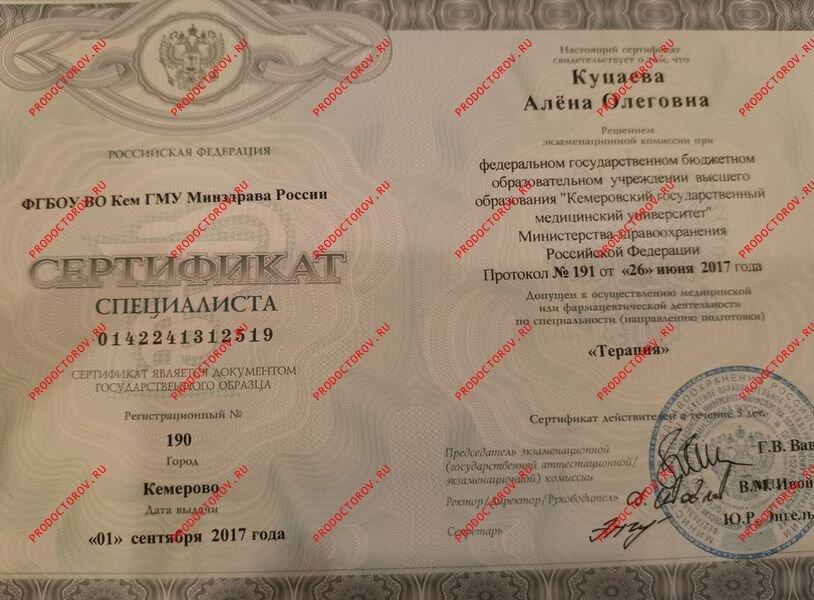 РОССИЙСКАЯ ФЕДЕРАЦИЯ
ФГБОУ ВО Кем ГМУ Минздрава России
СЕРТИФИКАТ
СПЕЦИАЛИСТА
0142241312519
СЕРТИФИКАТ ЯВЛЯЕТСЯ ДОКУМЕНТОМ
ГОСУДАРСТВЕННОГО ОБРАЗЦА
Регистрационный №
190
Город
Кемерово
Дата выдачи
«01» сентября 2017 года
Настоящий сертификат
свидетельствует о том, что
Куцаева
Алёна Олеговна
Решением
экзаменационной комиссии при
федеральном государственном бюджетном
образовательном учреждении высшего
образования "Кемеровский государственный
медицинский университет"
Министерства здравоохранения
Российской Федерации
Протокол № 191 от «26» июня 2017 года
Допущен к осуществлению медицинской
или фармацевтической деятельности
по специальности (направлению подготовки)
«Терапия»
Сертификат действителен в течение 5 лет.
Председатель экзаменационной
(государственной аттестационной/
экзаменационной) комиссии
Г.В. Вав
Ректор/Директор/Руководитель
В.М. Ивой
Секретарь
Ю.Р. Энгель
PRODOCTOROV.RU